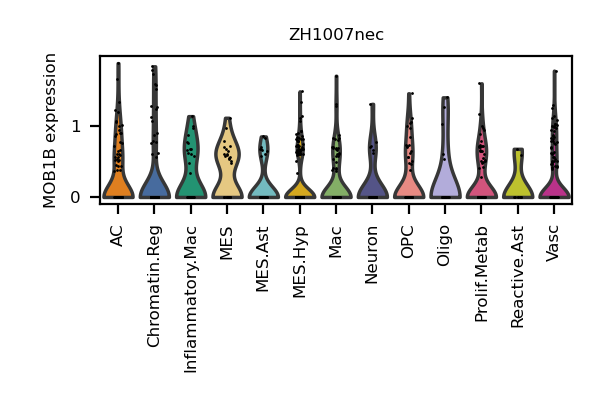 ZH1007nec
MOB1B expression
1
0
AC
Chromatin.Reg
Inflammatory.Mac
MES
MES.Ast
MES.Hyp
Mac
Neuron
OPC
Oligo
Prolif.Metab
Reactive.Ast
Vasc